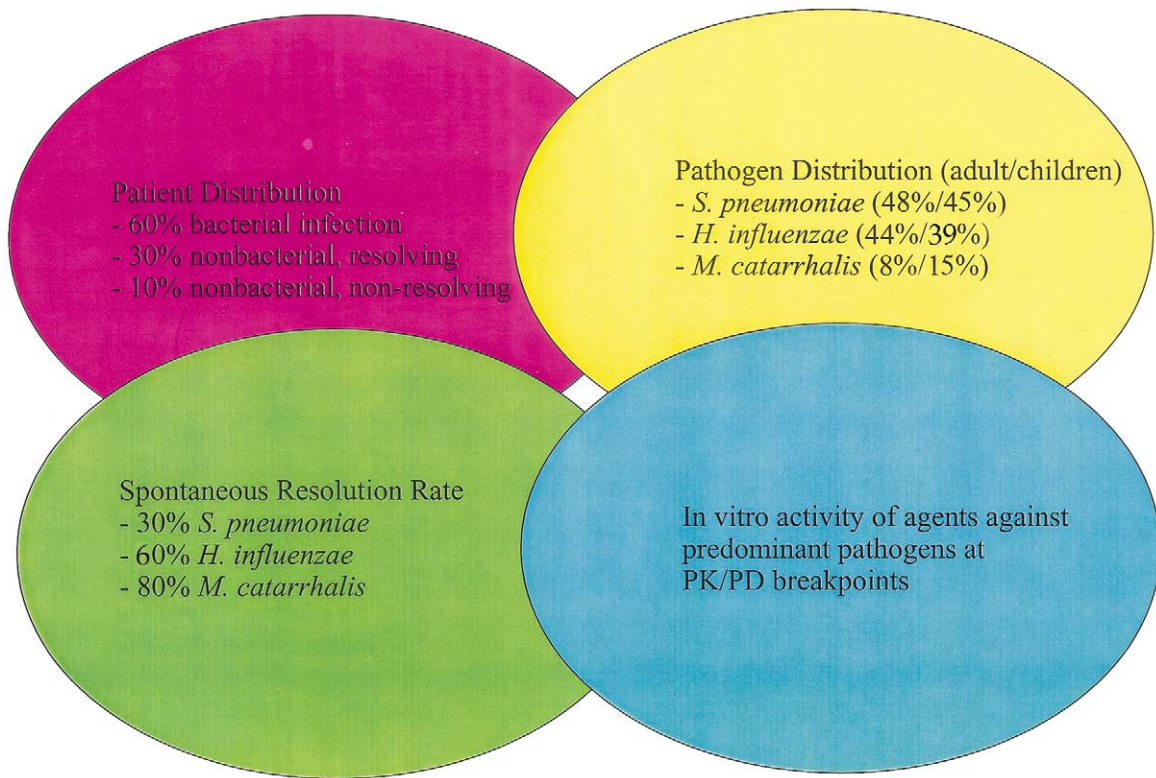 Patient Distribution
- 60% bacterial infection
- 30% nonbacterial, resolving
- 10% nonbacterial, non-resolving
Pathogen Distribution (adult/children)
- S. pneumoniae (48%/45%)
- H. influenzae (44%/39%)
- M. catarrhalis (8%/15%)
Spontaneous Resolution Rate
- 30% S. pneumoniae
- 60% H. influenzae
- 80% M. catarrhalis
In vitro activity of agents against
predominant pathogens at
PK/PD breakpoints